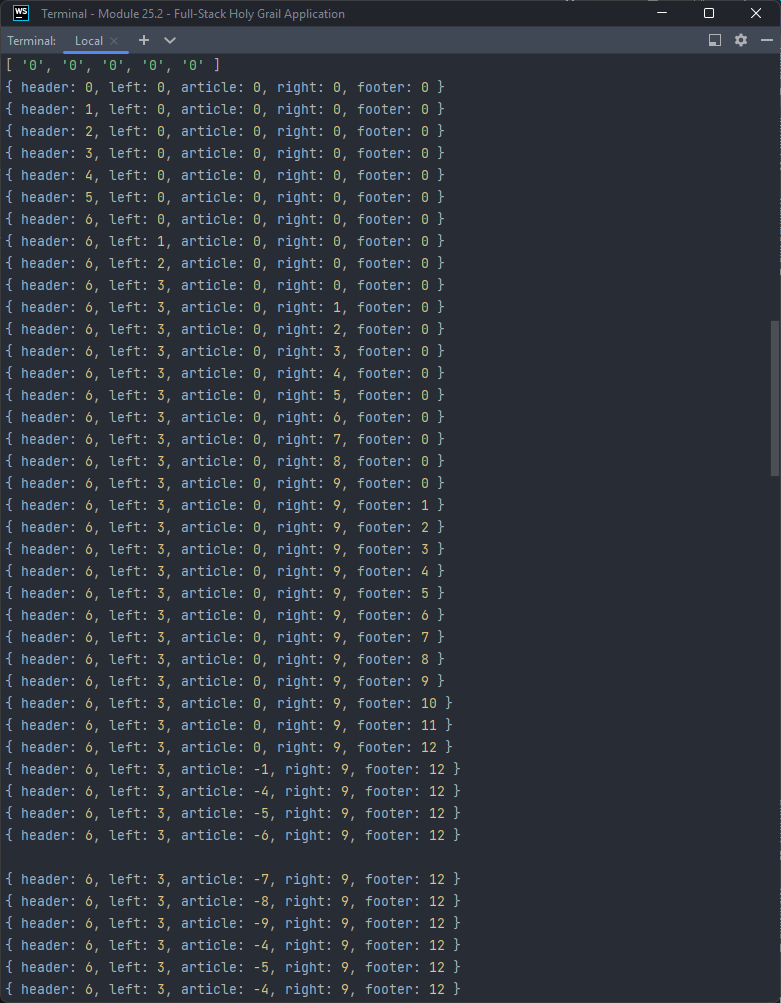 WS Terminal - Module 25.2 - Full-Stack Holy Grail Application
Terminal: Local
[ '0', '0', '0', '0', '0' ]
{ header: 0, left: 0, article: 0, right: 0, footer: 0 }
{ header: 1, left: 0, article: 0, right: 0, footer: 0 }
{ header: 2, left: 0, article: 0, right: 0, footer: 0 }
{ header: 3, left: 0, article: 0, right: 0, footer: 0 }
{ header: 4, left: 0, article: 0, right: 0, footer: 0 }
{ header: 5, left: 0, article: 0, right: 0, footer: 0 }
{ header: 6, left: 0, article: 0, right: 0, footer: 0 }
{ header: 6, left: 1, article: 0, right: 0, footer: 0 }
{ header: 6, left: 2, article: 0, right: 0, footer: 0 }
{ header: 6, left: 3, article: 0, right: 0, footer: 0 }
{ header: 6, left: 3, article: 0, right: 1, footer: 0 }
{ header: 6, left: 3, article: 0, right: 2, footer: 0 }
{ header: 6, left: 3, article: 0, right: 3, footer: 0 }
{ header: 6, left: 3, article: 0, right: 4, footer: 0 }
{ header: 6, left: 3, article: 0, right: 5, footer: 0 }
{ header: 6, left: 3, article: 0, right: 6, footer: 0 }
{ header: 6, left: 3, article: 0, right: 7, footer: 0 }
{ header: 6, left: 3, article: 0, right: 8, footer: 0 }
{ header: 6, left: 3, article: 0, right: 9, footer: 0 }
{ header: 6, left: 3, article: 0, right: 9, footer: 1 }
{ header: 6, left: 3, article: 0, right: 9, footer: 2 }
{ header: 6, left: 3, article: 0, right: 9, footer: 3 }
{ header: 6, left: 3, article: 0, right: 9, footer: 4 }
{ header: 6, left: 3, article: 0, right: 9, footer: 5 }
{ header: 6, left: 3, article: 0, right: 9, footer: 6 }
{ header: 6, left: 3, article: 0, right: 9, footer: 7 }
{ header: 6, left: 3, article: 0, right: 9, footer: 8 }
{ header: 6, left: 3, article: 0, right: 9, footer: 9 }
{ header: 6, left: 3, article: 0, right: 9, footer: 10 }
{ header: 6, left: 3, article: 0, right: 9, footer: 11 }
{ header: 6, left: 3, article: 0, right: 9, footer: 12 }
{ header: 6, left: 3, article: -1, right: 9, footer: 12 }
{ header: 6, left: 3, article: -4, right: 9, footer: 12 }
{ header: 6, left: 3, article: -5, right: 9, footer: 12 }
{ header: 6, left: 3, article: -6, right: 9, footer: 12 }
{ header: 6, left: 3, article: -7, right: 9, footer: 12 }
{ header: 6, left: 3, article: -8, right: 9, footer: 12 }
{ header: 6, left: 3, article: -9, right: 9, footer: 12 }
{ header: 6, left: 3, article: -4, right: 9, footer: 12 }
{ header: 6, left: 3, article: -5, right: 9, footer: 12 }
{ header: 6, left: 3, article: -4, right: 9, footer: 12 }